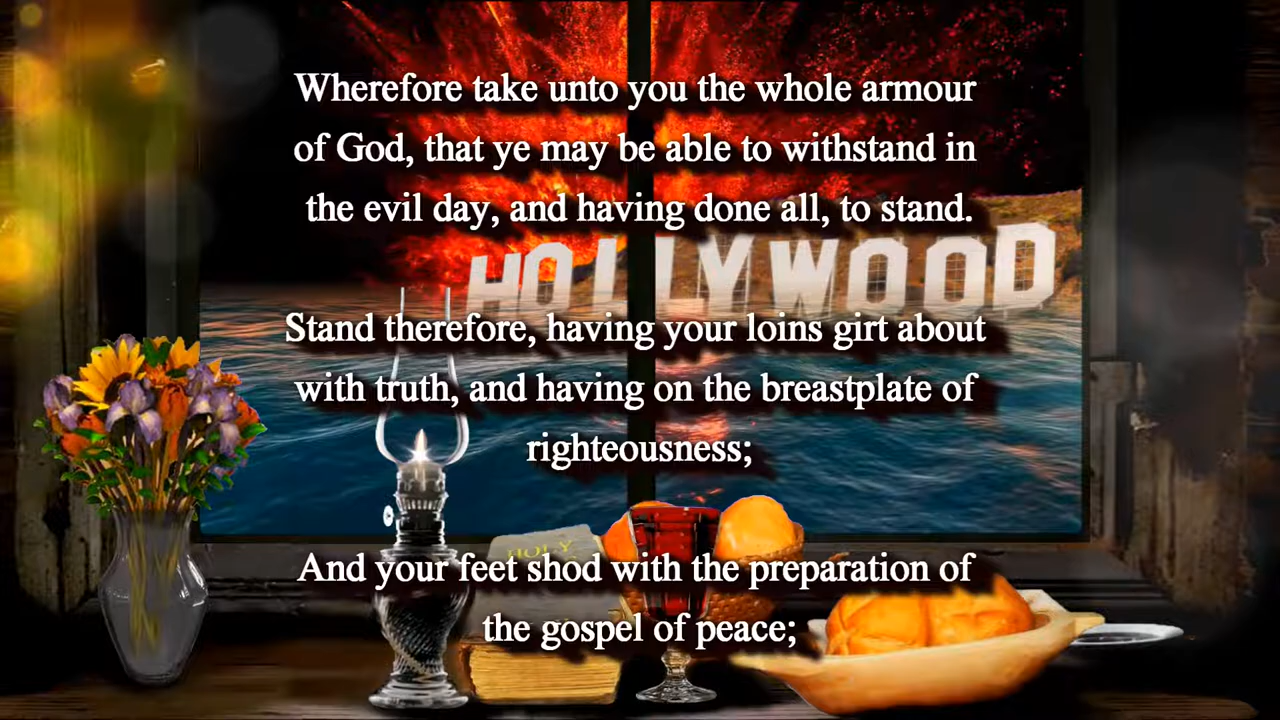 Wherefore take unto you the whole armour
of God, that ye may be able to withstand in
the evil day, and having done all, to stand.
HOLLYWOOD
Stand therefore, having your loins girt about
with truth, and having on the breastplate of
righteousness;
HOLY
And your feet shod with the preparation of
the gospel of peace;